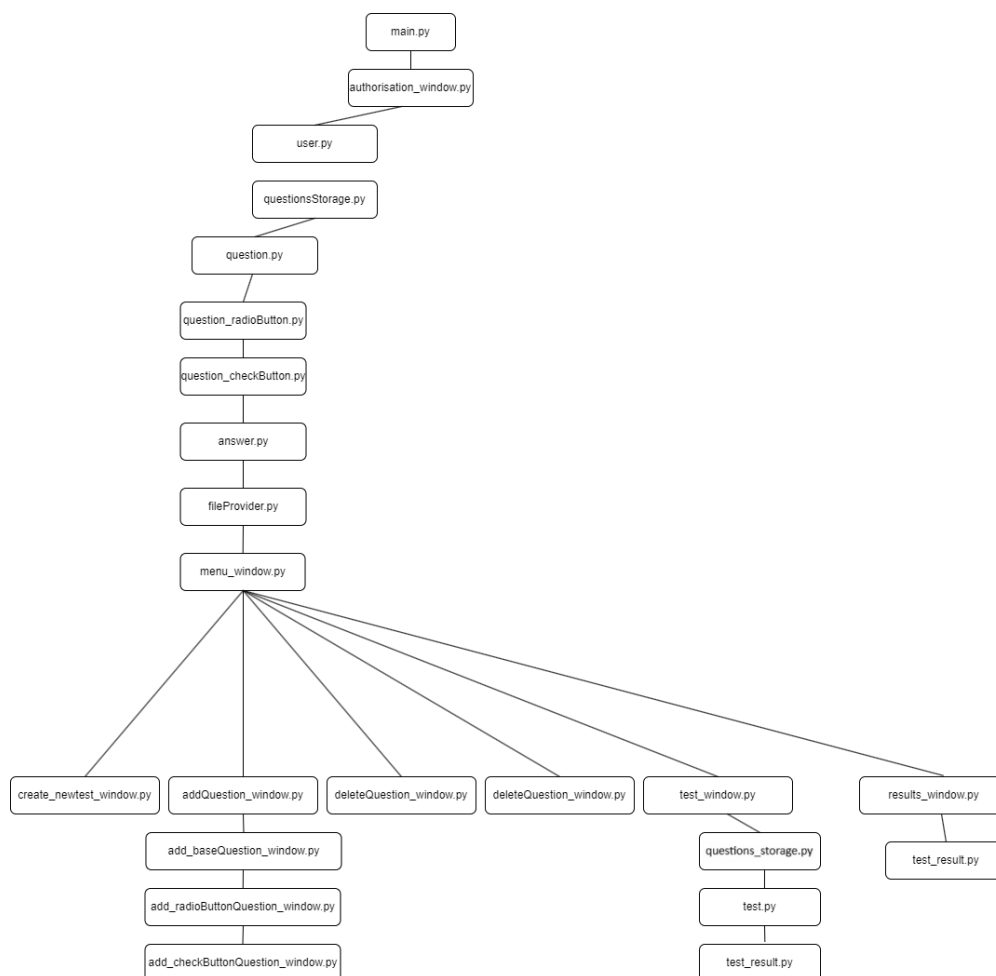 main.py
authorisation_window.py
user.py
questionsStorage.py
question.py
question_radioButton.py
question_checkButton.py
answer.py
fileProvider.py
menu_window.py
create_newtest_window.py
addQuestion_window.py
deleteQuestion_window.py
deleteQuestion_window.py
test_window.py
results_window.py
add_baseQuestion_window.py
questions_storage.py
test_result.py
add_radioButtonQuestion_window.py
test.py
add_checkButtonQuestion_window.py
test_result.py